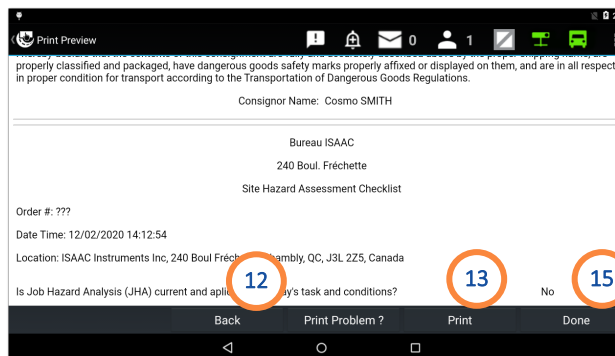 Print Preview
0
1
properly classified and packaged, have dangerous goods safety marks properly affixed or displayed on them, and are in all respect
in proper condition for transport according to the Transportation of Dangerous Goods Regulations.
Consignor Name: Cosmo SMITH
Bureau ISAAC
240 Boul. Fréchette
Site Hazard Assessment Checklist
Order #: ???
Date Time: 12/02/2020 14:12:54
Location: ISAAC Instruments Inc, 240 Boul Fréch mbly, QC, J3L 2Z5, Canada
12
13
15
Is Job Hazard Analysis (JHA) current and apli y's task and conditions? No
Back Print Problem ? Print Done